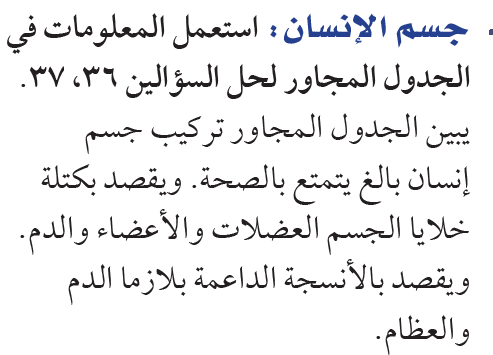 جسم الإنسان: استعمل المعلومات في
الجدول المجاور لحل السؤالين ٣٦، ٣٧.
يبين الجدول المجاور تركيب جسم
إنسان بالغ يتمتع بالصحة. ويقصد بكتلة
خلايا الجسم العضلات والأعضاء والدم.
ويقصد بالأنسجة الداعمة بلازما الدم
والعظام.